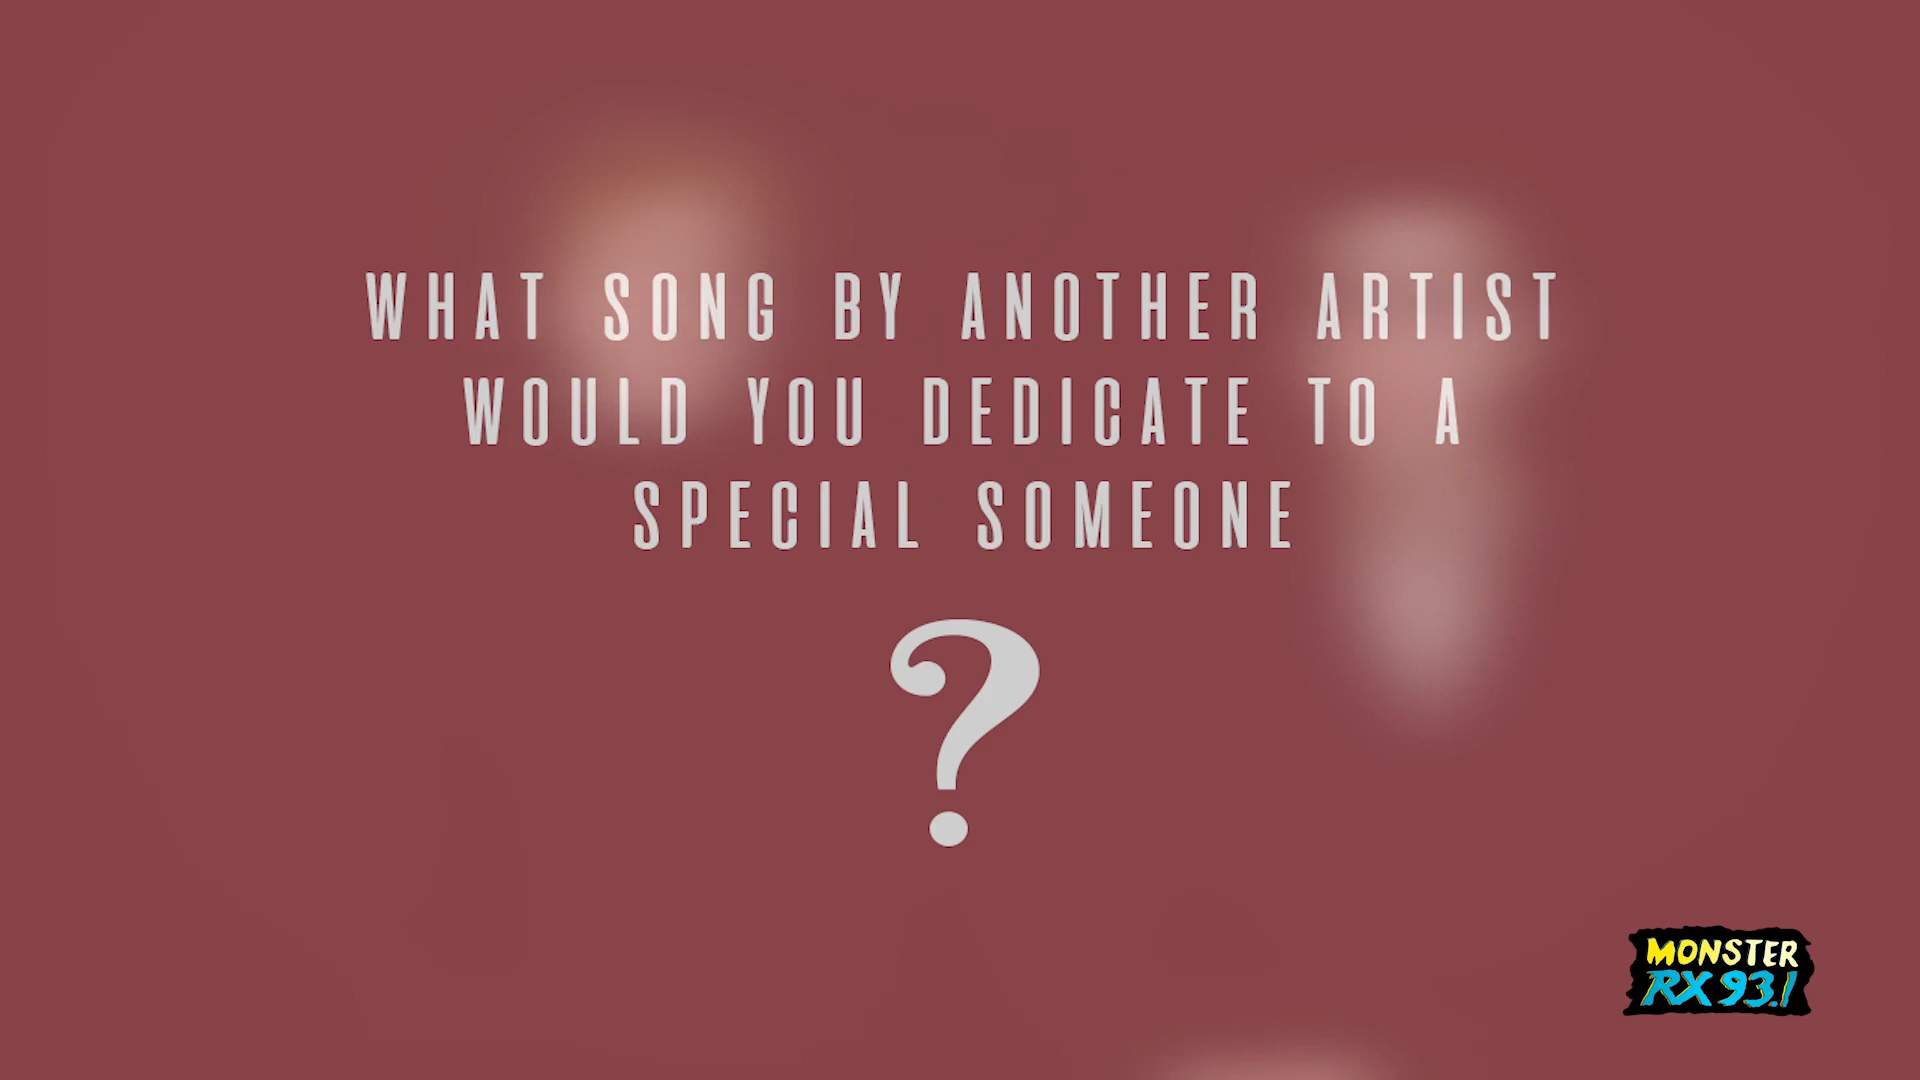 WHAT SONG BY ANOTHER ARTIST
WOULD YOU DEDICATE TO A
SPECIAL SOMEONE
?
MONSTER
RX 93.1